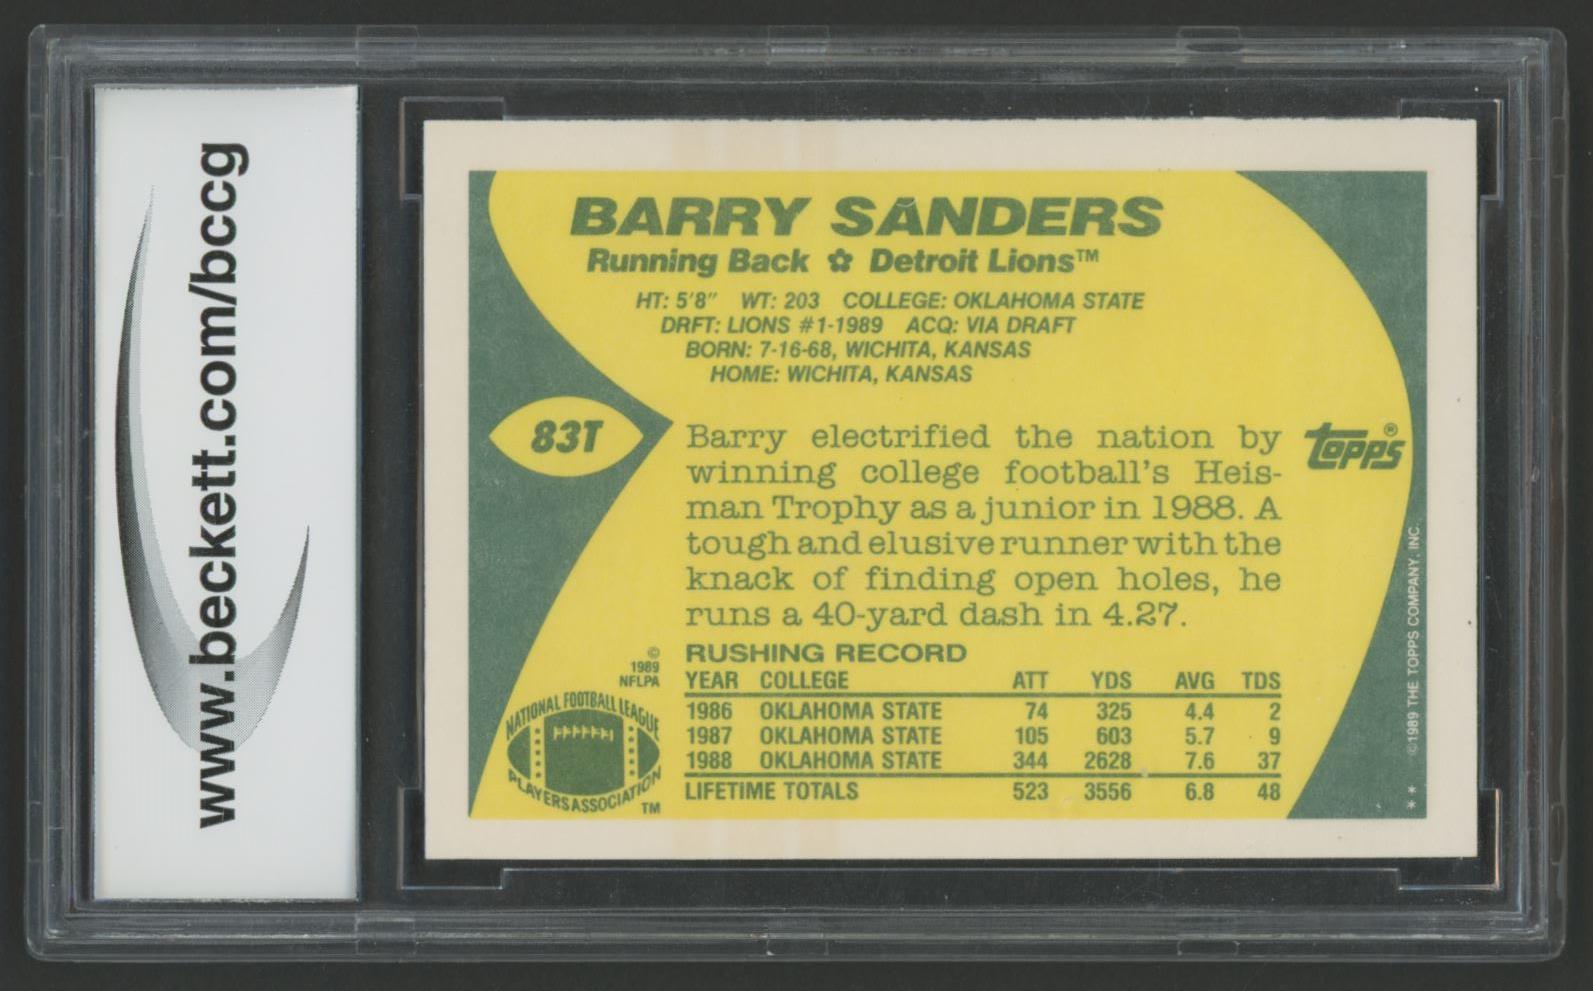 www.beckett.com/bccg
BARRY SANDERS
Running Back ✿ Detroit Lions™
HT: 5'8" WT: 203 COLLEGE: OKLAHOMA STATE
DRFT: LIONS #1-1989 ACQ: VIA DRAFT
BORN: 7-16-68, WICHITA, KANSAS
HOME: WICHITA, KANSAS
83T
Barry electrified the nation by
winning college football's Heis-
man Trophy as a junior in 1988. A
tough and elusive runner with the
knack of finding open holes, he
runs a 40-yard dash in 4.27.
topps®
©
1989
NFLPA
NATIONAL FOOTBALL LEAGUE
PLAYERS ASSOCIATION
TM
RUSHING RECORD
YEAR COLLEGE ATT YDS AVG TDS
1986 OKLAHOMA STATE 74 325 4.4 2
1987 OKLAHOMA STATE 105 603 5.7 9
1988 OKLAHOMA STATE 344 2628 7.6 37
LIFETIME TOTALS 523 3556 6.8 48
** ©1989 THE TOPPS COMPANY, INC.